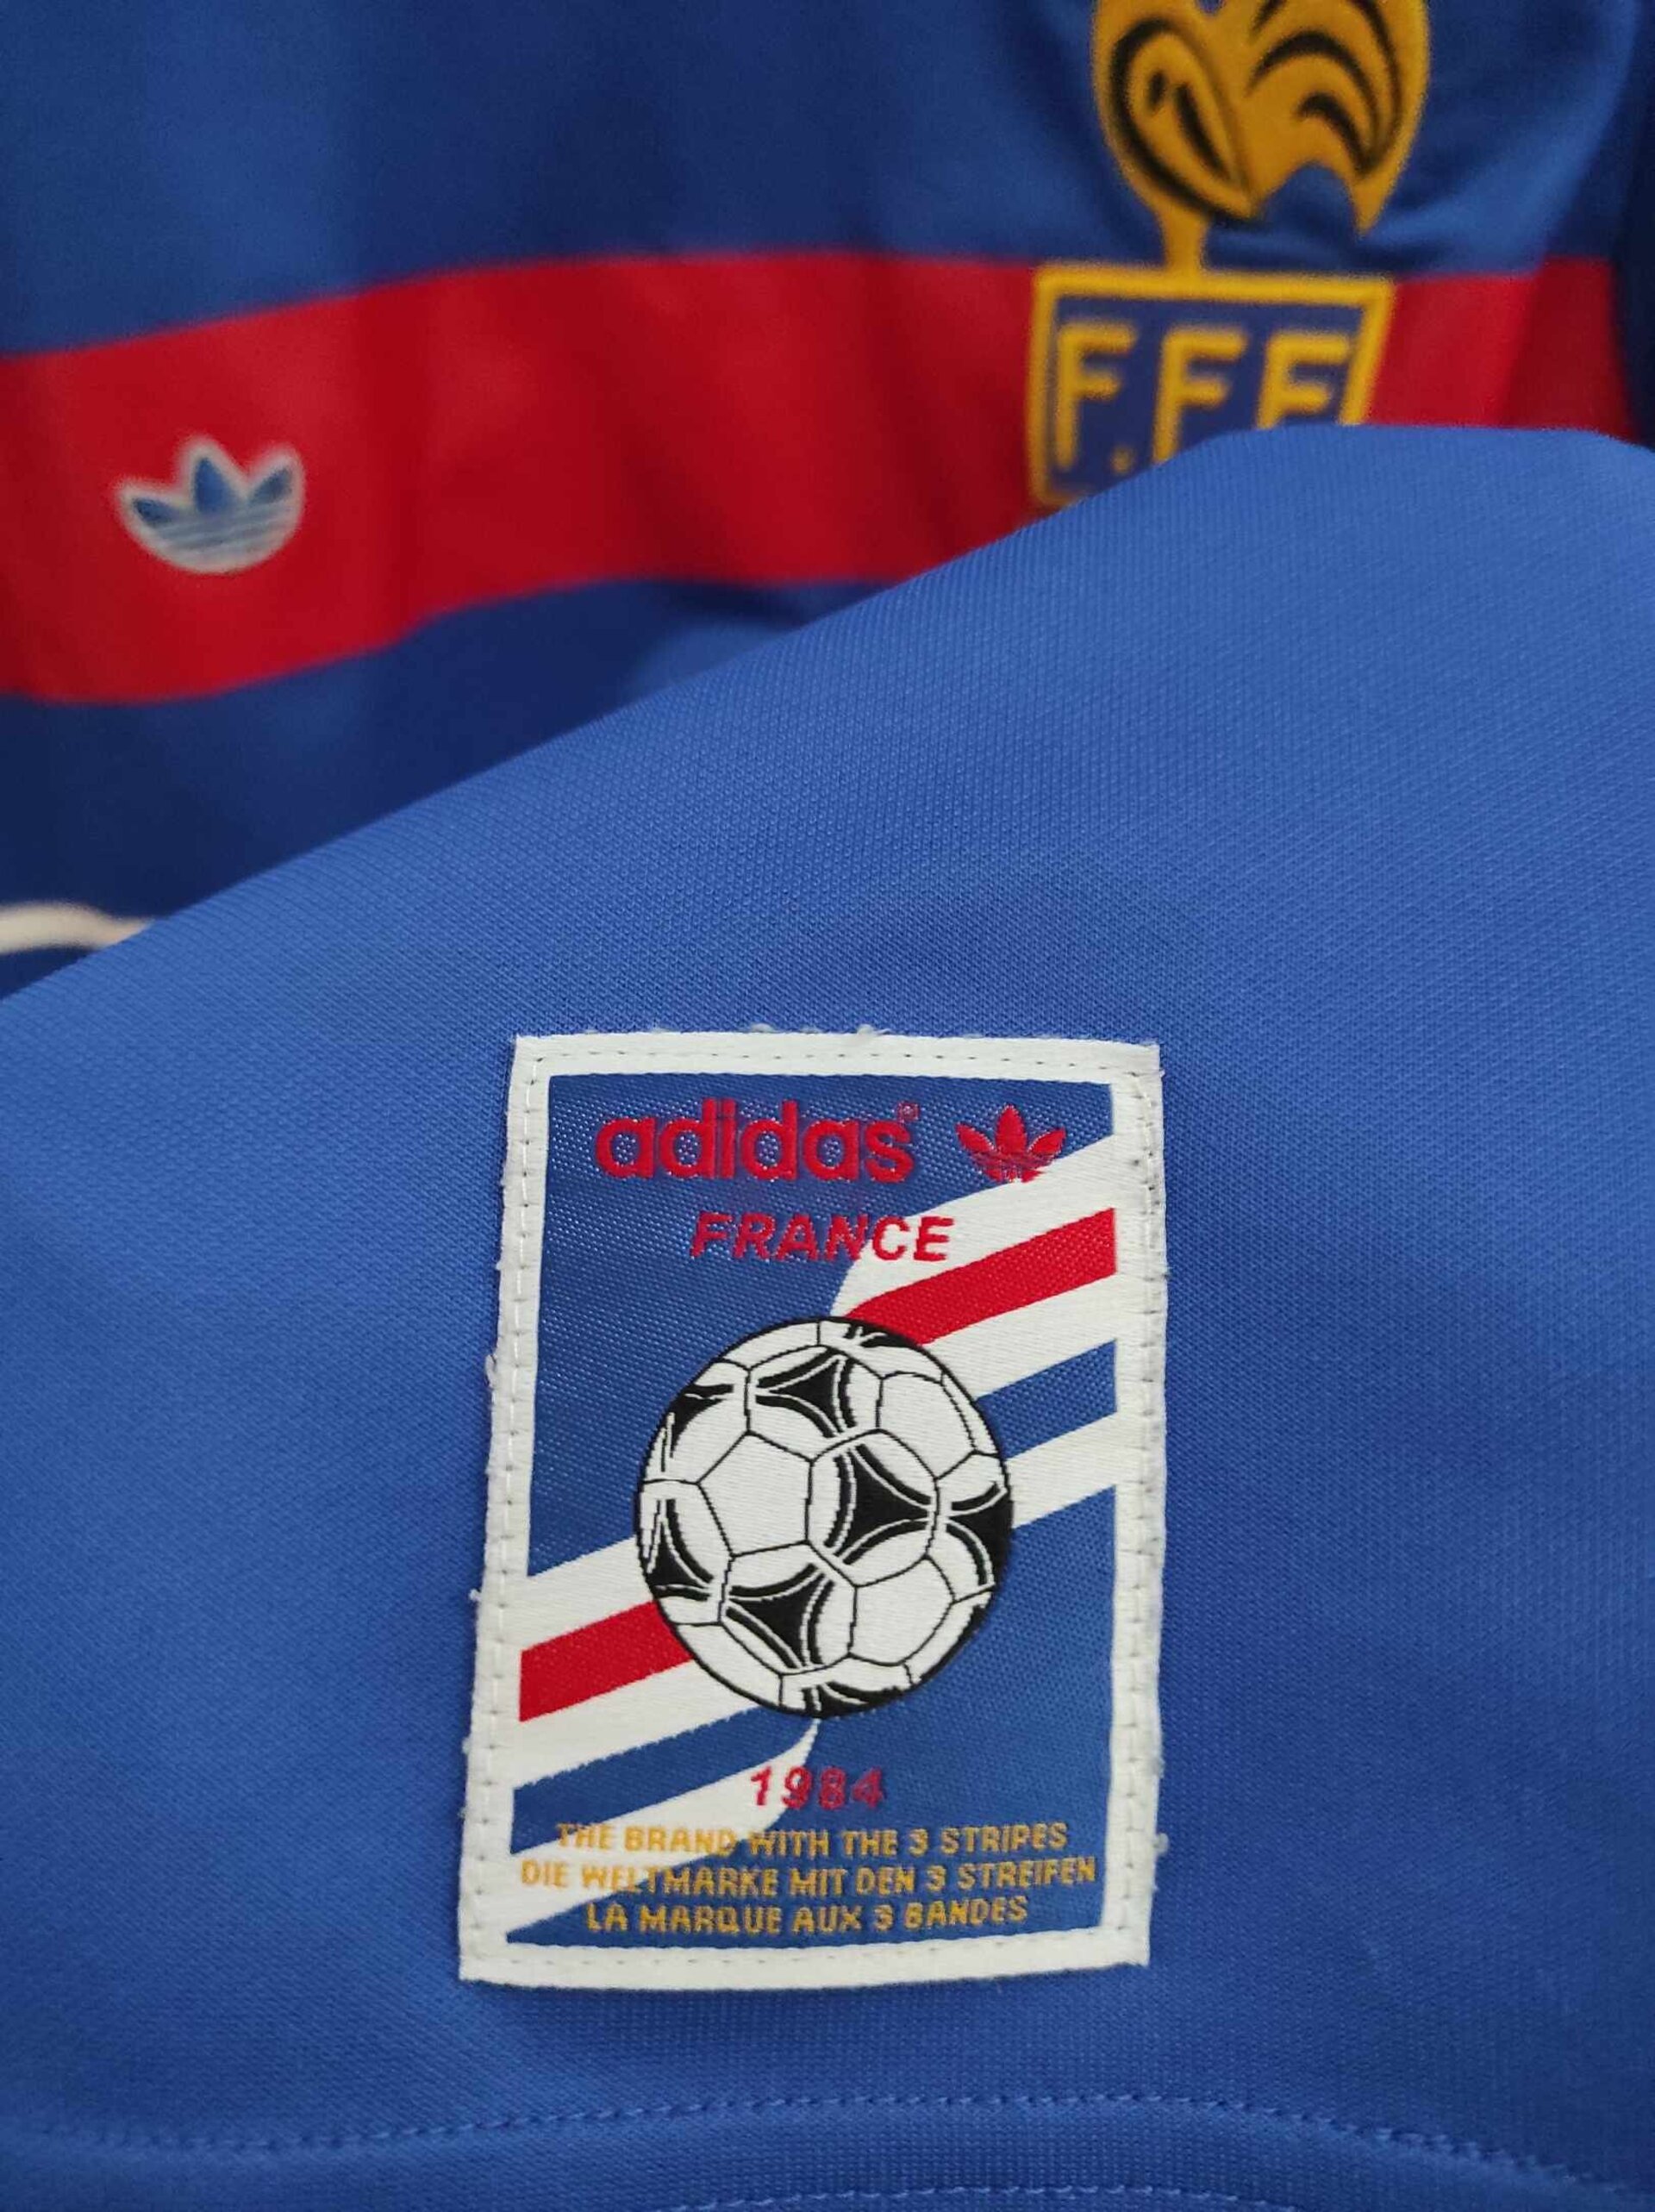 F.FF
adidas®
FRANCE
1984
THE BRAND WITH THE 3 STRIPES
DIE WELTMARKE MIT DEN 3 STREIFEN
LA MARQUE AUX 3 BANDES